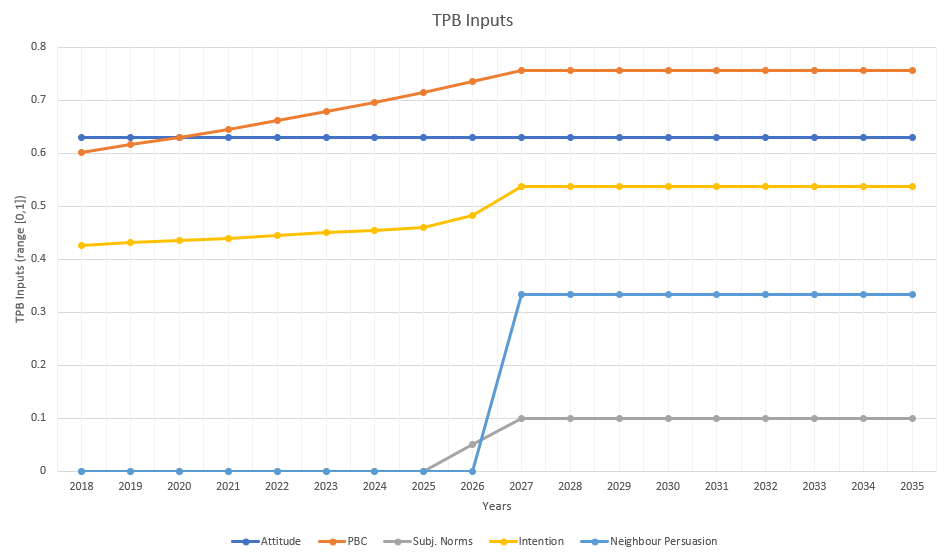 TPB Inputs
0.8
0.7
0.6
0.5
0.4
0.3
0.2
0.1
0
TPB Inputs (range [0,1])
2018 2019 2020 2021 2022 2023 2024 2025 2026 2027 2028 2029 2030 2031 2032 2033 2034 2035
Years
Attitude PBC Subj. Norms Intention Neighbour Persuasion